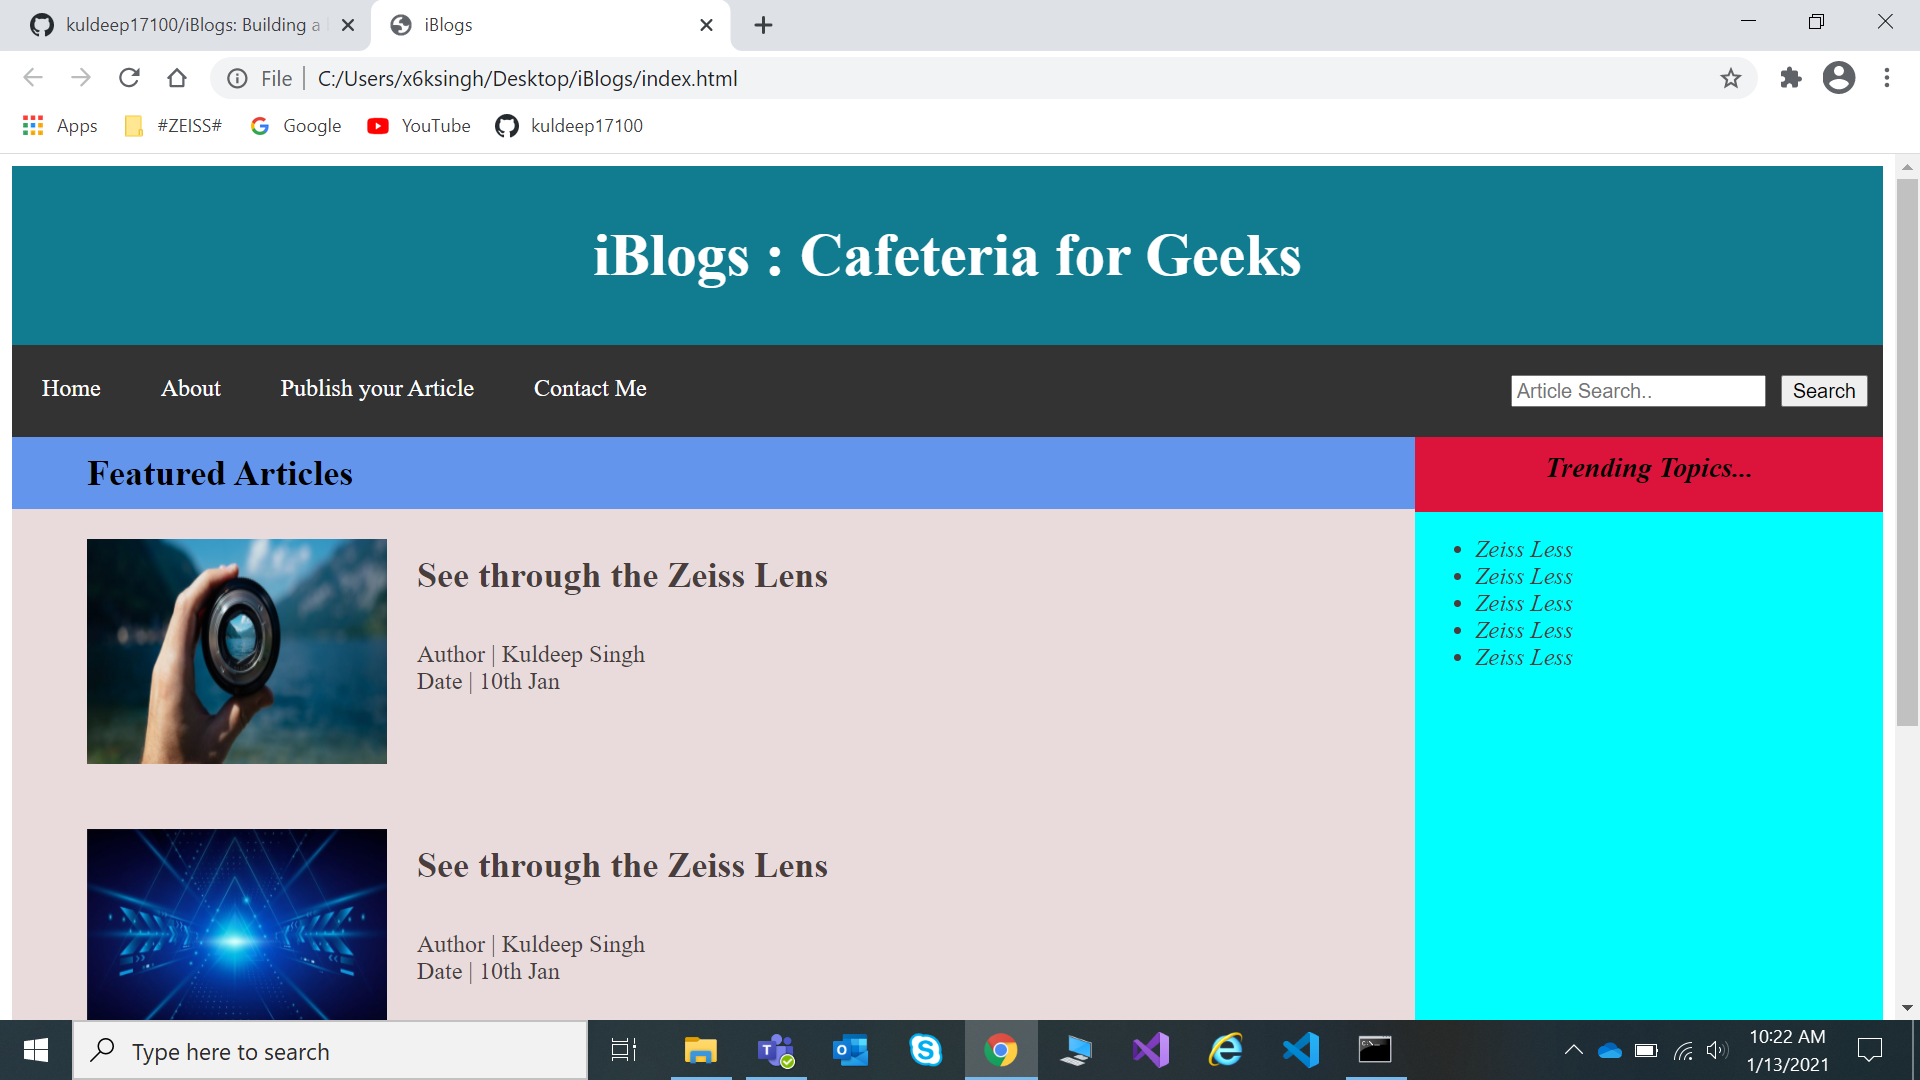 kuldeep17100/iBlogs: Building a
iBlogs
File
C:/Users/x6ksingh/Desktop/iBlogs/index.html
Apps
#ZEISS#
Google
YouTube
kuldeep17100
iBlogs : Cafeteria for Geeks
Home
About
Publish your Article
Contact Me
Article Search..
Search
Featured Articles
Trending Topics...
See through the Zeiss Lens
Author | Kuldeep Singh
Date | 10th Jan
Zeiss Less
Zeiss Less
Zeiss Less
Zeiss Less
Zeiss Less
See through the Zeiss Lens
Author | Kuldeep Singh
Date | 10th Jan
Type here to search
10:22 AM
1/13/2021